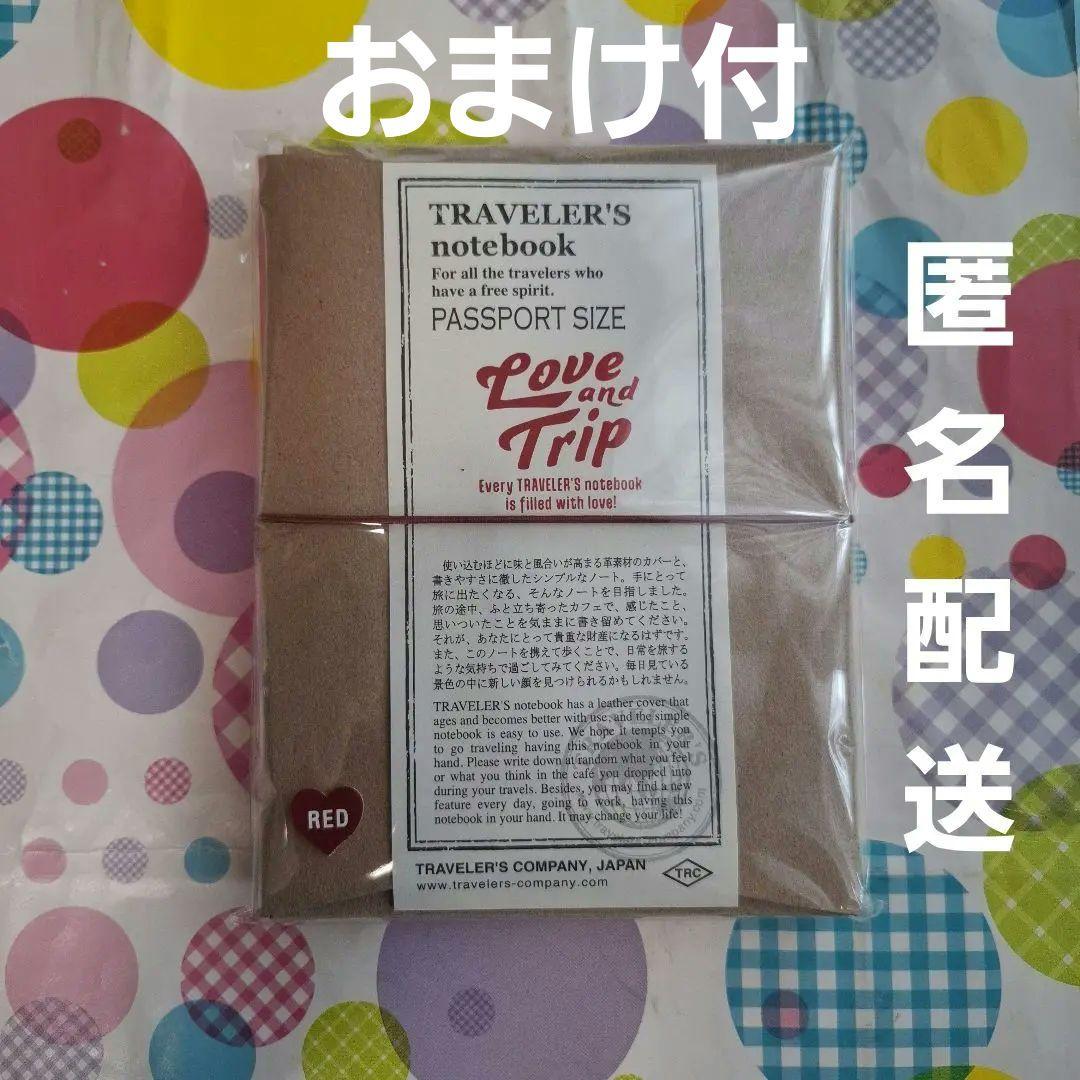 おまけ付
匿名配送
TRAVELER'S
notebook
For all the travelers who
have a free spirit.
PASSPORT SIZE
Love
and
Trip
Every TRAVELER'S notebook
is filled with love!
使い込むほどに味と風合いが高まる革素材のカバーと、
書きやすさに徹したシンプルなノート。手にとって
旅に出たくなる、そんなノートを目指しました。
旅の途中、ふと立ち寄ったカフェで、感じたこと、
思いついたことを気ままに書き留めてください。
それが、あなたにとって貴重な財産になるはずです。
また、このノートを携えて歩くことで、日常を旅する
ような気持ちで過ごしてみてください。毎日見ている
景色の中に新しい顔を見つけられるかもしれません。
TRAVELER'S notebook has a leather cover that
ages and becomes better with use, and the simple
notebook is easy to use. We hope it tempts you
to go traveling having this notebook in your
hand. Please write down at random what you feel
or what you think in the café you dropped into
during your travels. Besides, you may find a new
feature every day, going to work, having this
notebook in your hand. It may change your life!
RED
TRAVELER'S COMPANY, JAPAN
www.travelers-company.com
TRC